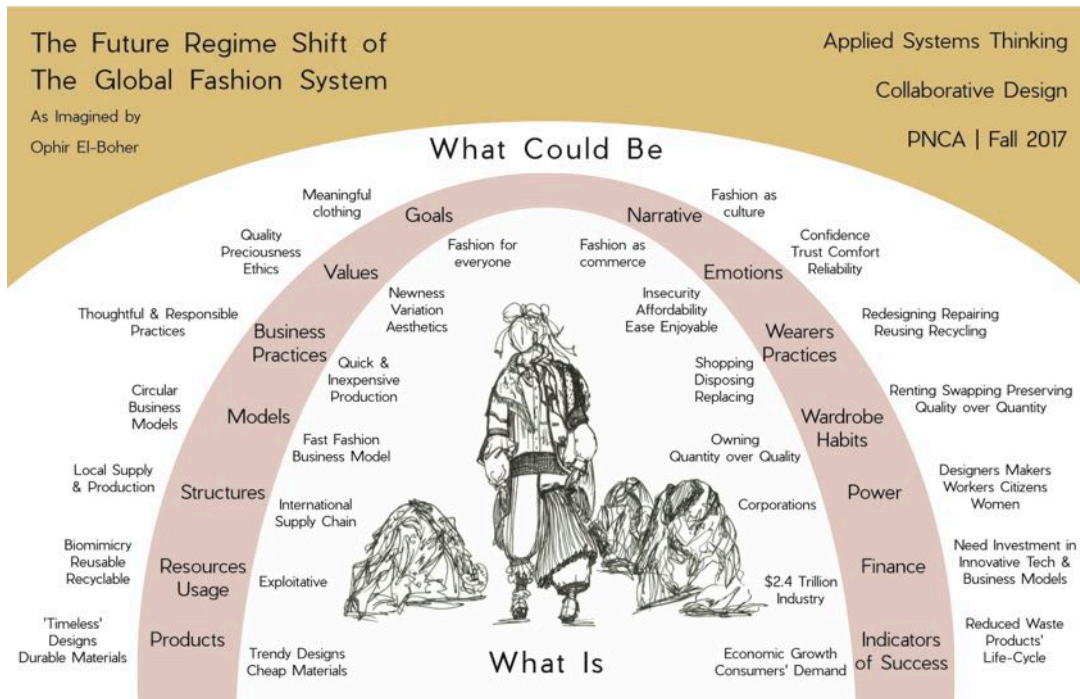 The Future Regime Shift of
The Global Fashion System
As Imagined by
Ophir El-Boher
Applied Systems Thinking
Collaborative Design
PNCA | Fall 2017
What Could Be
Meaningful
clothing
Goals
Fashion for
everyone
Quality
Preciousness
Ethics
Values
Newness
Variation
Aesthetics
Thoughtful & Responsible
Practices
Business
Practices
Quick &
Inexpensive
Production
Circular
Business
Models
Models
Fast Fashion
Business Model
Local Supply
& Production
Structures
International
Supply Chain
Biomimicry
Reusable
Recyclable
Resources
Usage
Exploitative
'Timeless'
Designs
Durable Materials
Products
Trendy Designs
Cheap Materials
Fashion as
culture
Narrative
Fashion as
commerce
Confidence
Trust Comfort
Reliability
Emotions
Insecurity
Affordability
Ease Enjoyable
Redesigning Repairing
Reusing Recycling
Wearers
Practices
Shopping
Disposing
Replacing
Renting Swapping Preserving
Quality over Quantity
Wardrobe
Habits
Owning
Quantity over Quality
Designers Makers
Workers Citizens
Women
Power
Corporations
Need Investment in
Innovative Tech &
Business Models
Finance
$2.4 Trillion
Industry
Reduced Waste
Products'
Life-Cycle
Indicators
of Success
Economic Growth
Consumers' Demand
What Is